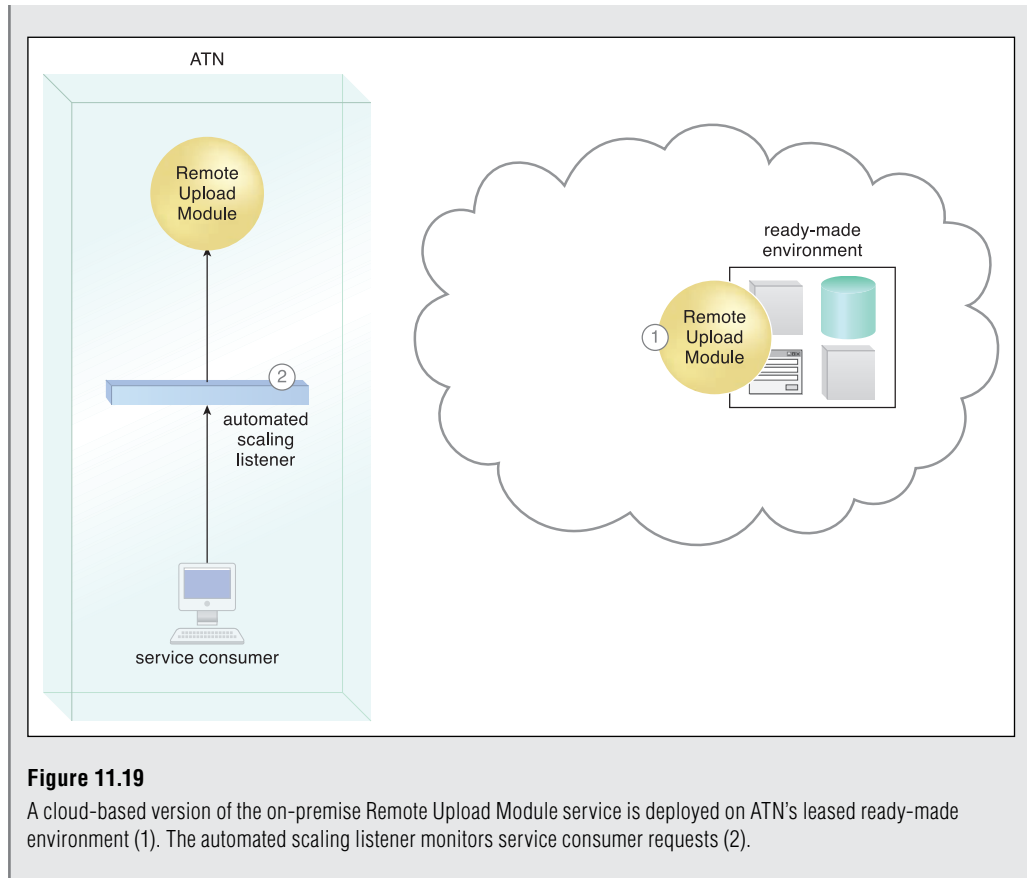 ATN
Remote
Upload
Module
2
automated
scaling
listener
service consumer
ready-made
environment
1
Remote
Upload
Module
Figure 11.19
A cloud-based version of the on-premise Remote Upload Module service is deployed on ATN’s leased ready-made
environment (1). The automated scaling listener monitors service consumer requests (2).